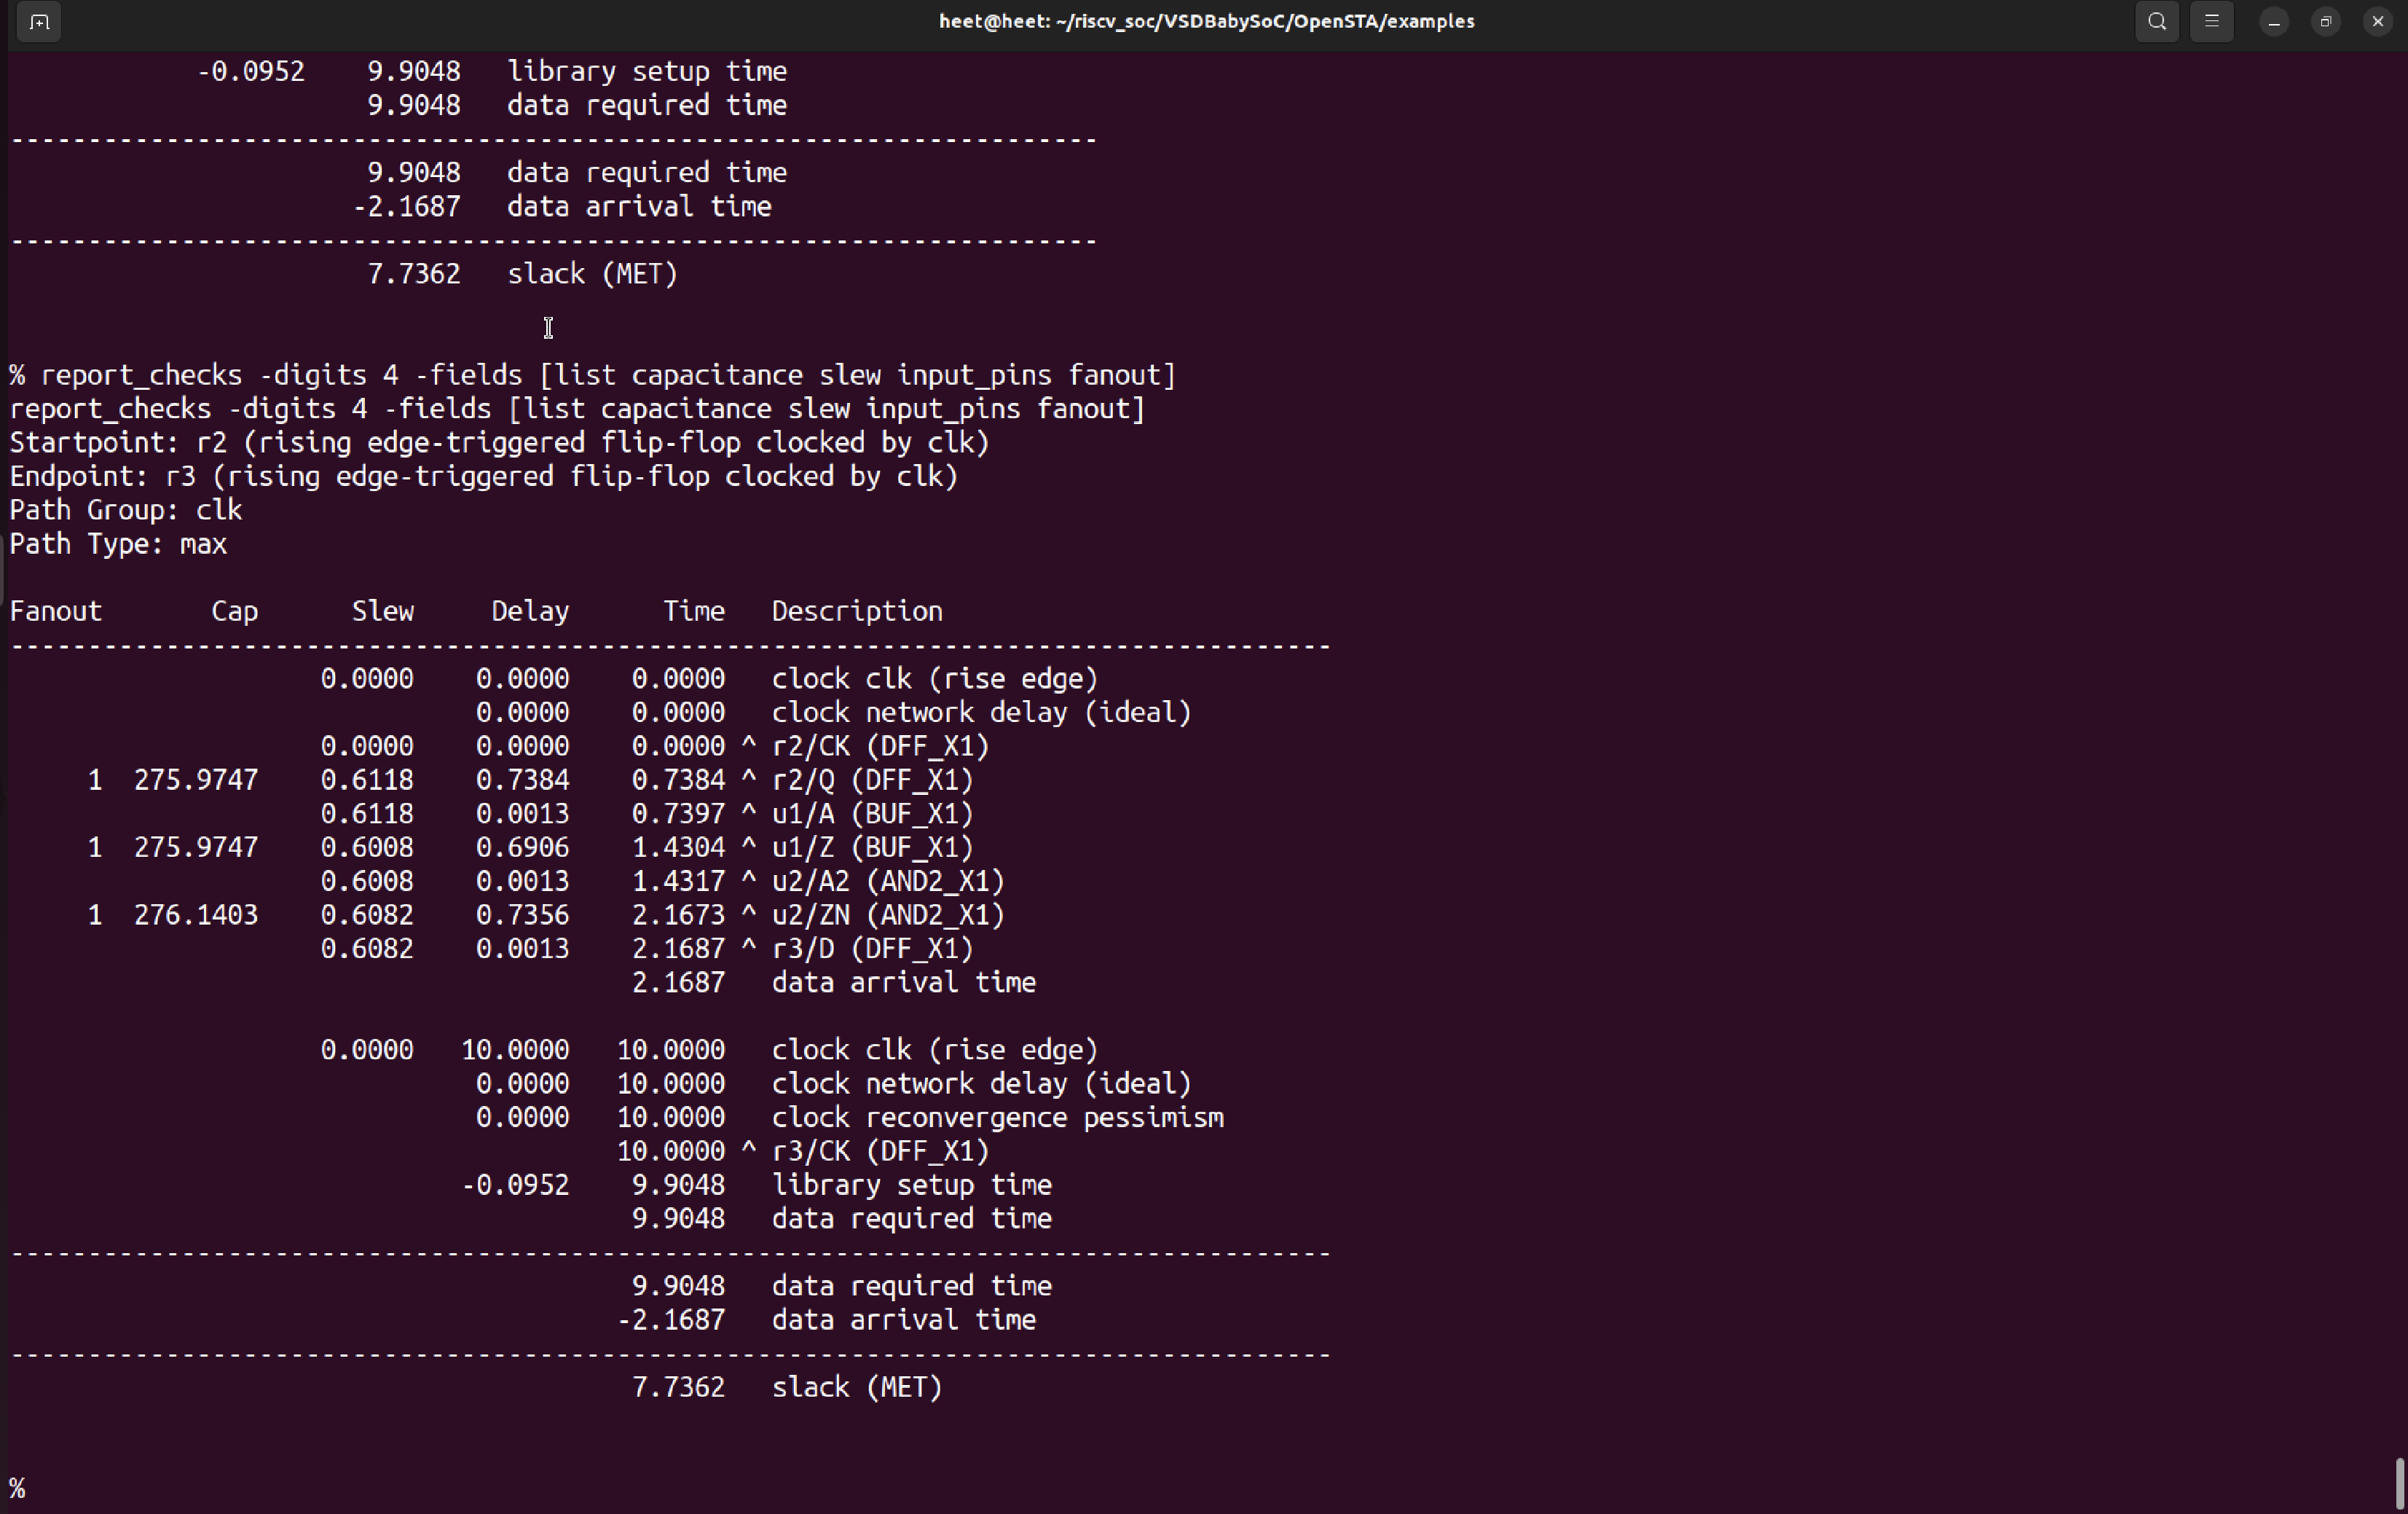 heet@heet: ~/riscv_soc/VSDBabySoC/OpenSTA/examples
-0.0952 9.9048 library setup time
9.9048 data required time
---------------------------------------------------------------------
9.9048 data required time
-2.1687 data arrival time
---------------------------------------------------------------------
7.7362 slack (MET)
% report_checks -digits 4 -fields [list capacitance slew input_pins fanout]
report_checks -digits 4 -fields [list capacitance slew input_pins fanout]
Startpoint: r2 (rising edge-triggered flip-flop clocked by clk)
Endpoint: r3 (rising edge-triggered flip-flop clocked by clk)
Path Group: clk
Path Type: max
Fanout Cap Slew Delay Time Description
-------------------------------------------------------------------------------------
0.0000 0.0000 0.0000 clock clk (rise edge)
0.0000 0.0000 clock network delay (ideal)
0.0000 0.0000 0.0000 ^ r2/CK (DFF_X1)
1 275.9747 0.6118 0.7384 0.7384 ^ r2/Q (DFF_X1)
0.6118 0.0013 0.7397 ^ u1/A (BUF_X1)
1 275.9747 0.6008 0.6906 1.4304 ^ u1/Z (BUF_X1)
0.6008 0.0013 1.4317 ^ u2/A2 (AND2_X1)
1 276.1403 0.6082 0.7356 2.1673 ^ u2/ZN (AND2_X1)
0.6082 0.0013 2.1687 ^ r3/D (DFF_X1)
2.1687 data arrival time
0.0000 10.0000 10.0000 clock clk (rise edge)
0.0000 10.0000 clock network delay (ideal)
0.0000 10.0000 clock reconvergence pessimism
10.0000 ^ r3/CK (DFF_X1)
-0.0952 9.9048 library setup time
9.9048 data required time
-------------------------------------------------------------------------------------
9.9048 data required time
-2.1687 data arrival time
-------------------------------------------------------------------------------------
7.7362 slack (MET)
%